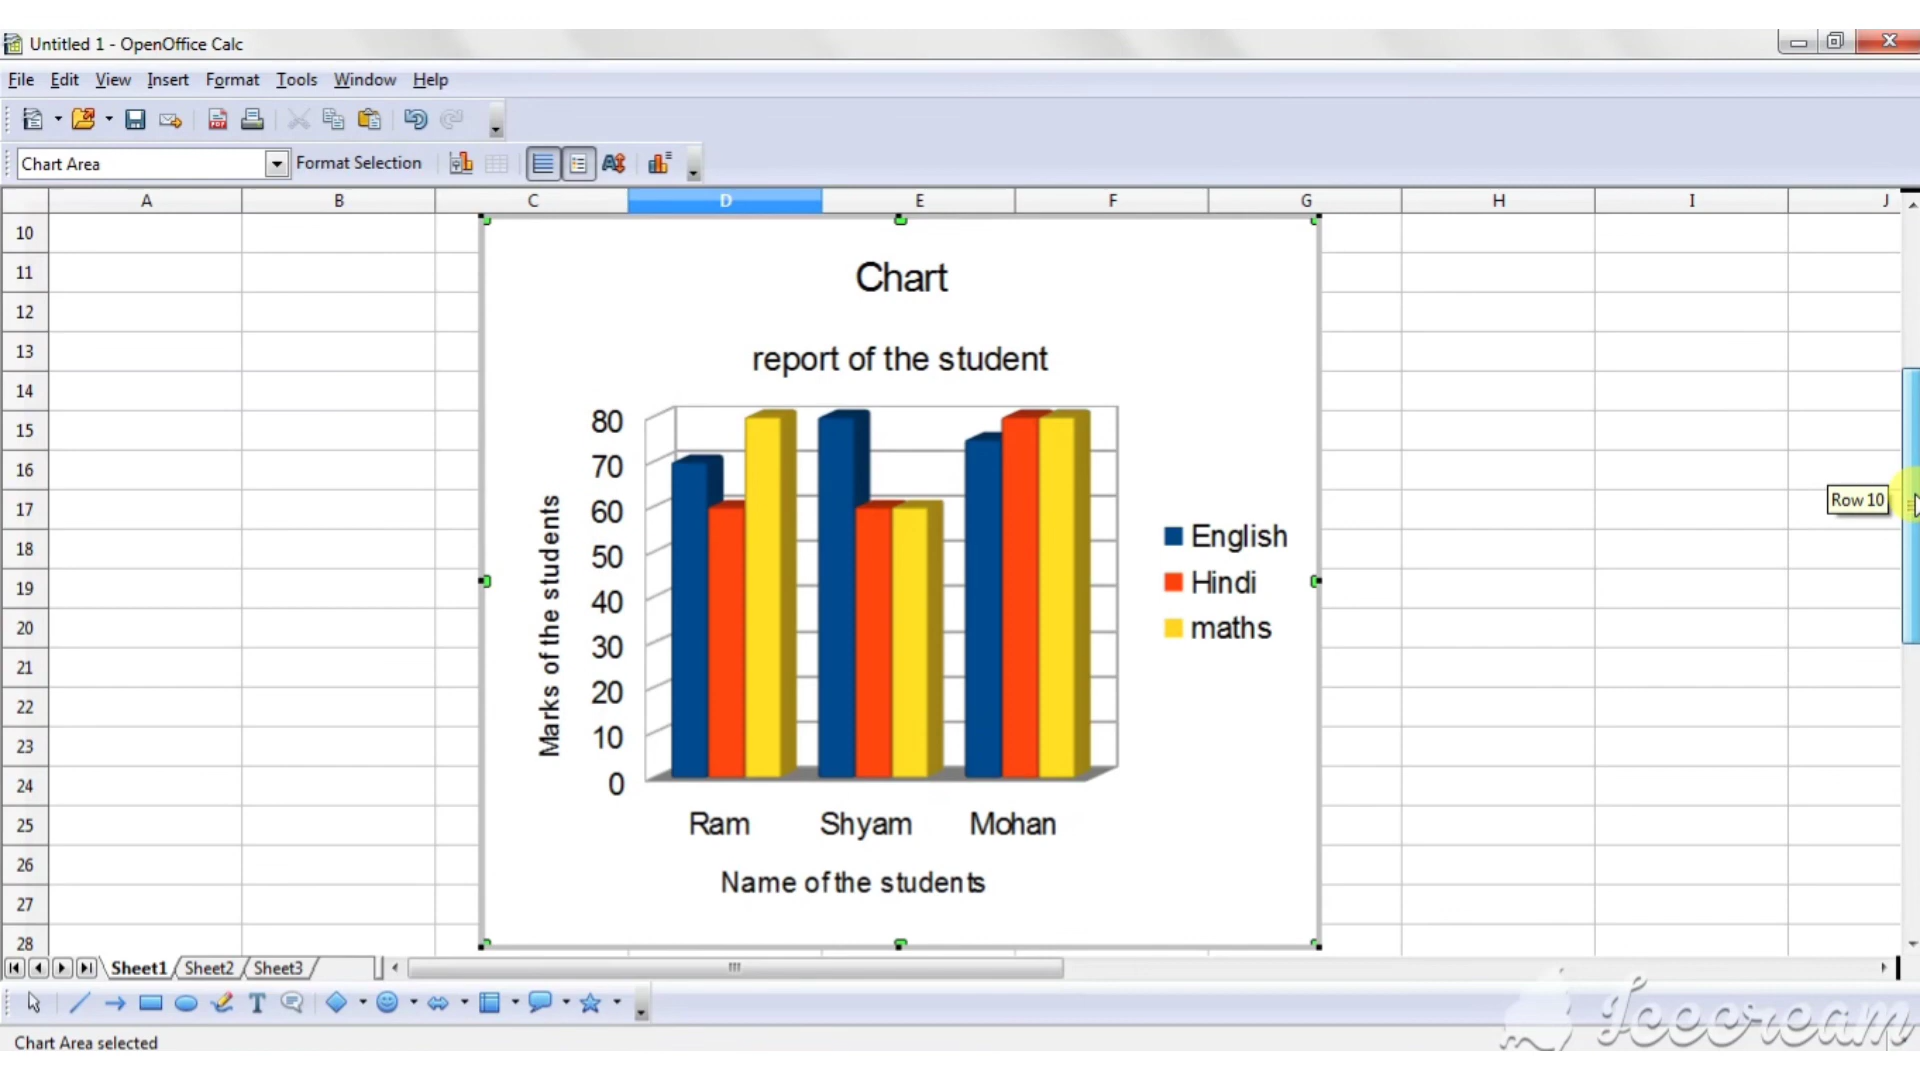 Untitled 1 - OpenOffice Calc
File Edit View Insert Format Tools Window Help
Chart Area Format Selection
A B C D E F G H I J
10
11
12
13
14
15
16
17
18
19
20
21
22
23
24
25
26
27
28
Chart
report of the student
80
70
60
50
40
30
20
10
0
Marks of the students
Ram Shyam Mohan
Name of the students
English
Hindi
maths
Row 10
Sheet1 Sheet2 Sheet3
Chart Area selected
Icecream